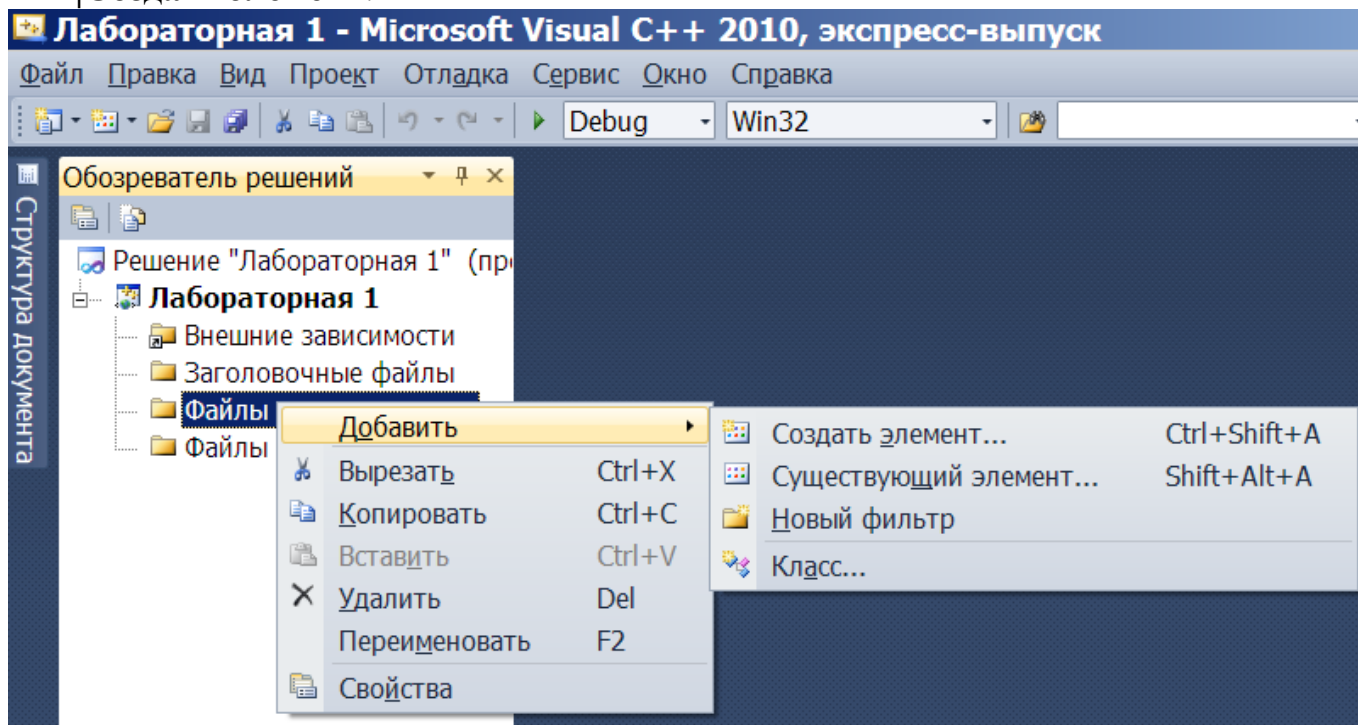 Лабораторная 1 - Microsoft Visual C++ 2010, экспресс-выпуск
Файл Правка Вид Проект Отладка Сервис Окно Справка
Debug Win32
Структура документа
Обозреватель решений
Решение "Лабораторная 1" (про
Лабораторная 1
Внешние зависимости
Заголовочные файлы
Файлы
Файлы
Добавить
Вырезать Ctrl+X
Копировать Ctrl+C
Вставить Ctrl+V
Удалить Del
Переименовать F2
Свойства
Создать элемент... Ctrl+Shift+A
Существующий элемент... Shift+Alt+A
Новый фильтр
Класс...